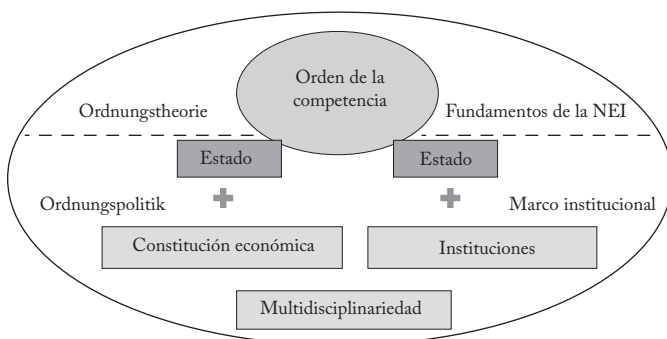 Orden de la
competencia
Ordnungstheorie
Fundamentos de la NEI
Estado
Estado
Ordnungspolitik
Marco institucional
Constitución económica
Instituciones
Multidisciplinariedad